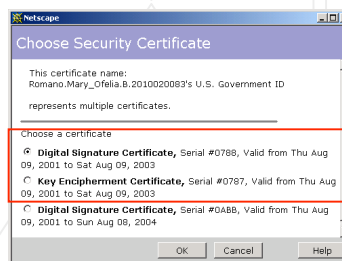 Netscape
Choose Security Certificate
This certificate name:
Romano.Mary_Ofelia.B.2010020083's U.S. Government ID
represents multiple certificates.
Choose a certificate
Digital Signature Certificate, Serial #0788, Valid from Thu Aug
09, 2001 to Sat Aug 09, 2003
Key Encipherment Certificate, Serial #0787, Valid from Thu Aug
09, 2001 to Sat Aug 09, 2003
Digital Signature Certificate, Serial #0ABB, Valid from Thu Aug
09, 2001 to Sun Aug 08, 2004
OK Cancel Help